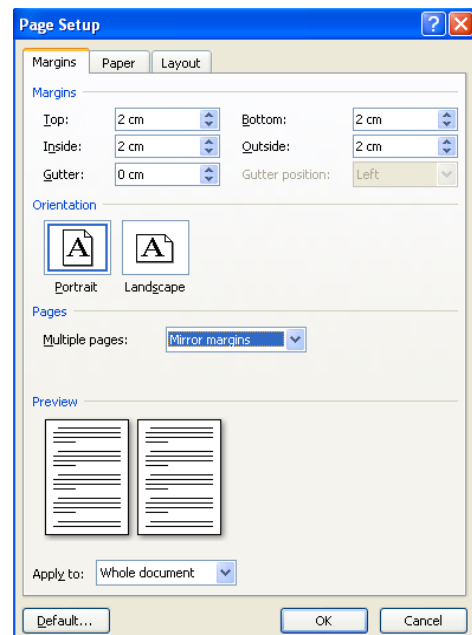 Page Setup
Margins Paper Layout
Margins
Top: 2 cm Bottom: 2 cm
Inside: 2 cm Outside: 2 cm
Gutter: 0 cm Gutter position: Left
Orientation
A A
Portrait Landscape
Pages
Multiple pages: Mirror margins
Preview
Apply to: Whole document
Default... OK Cancel